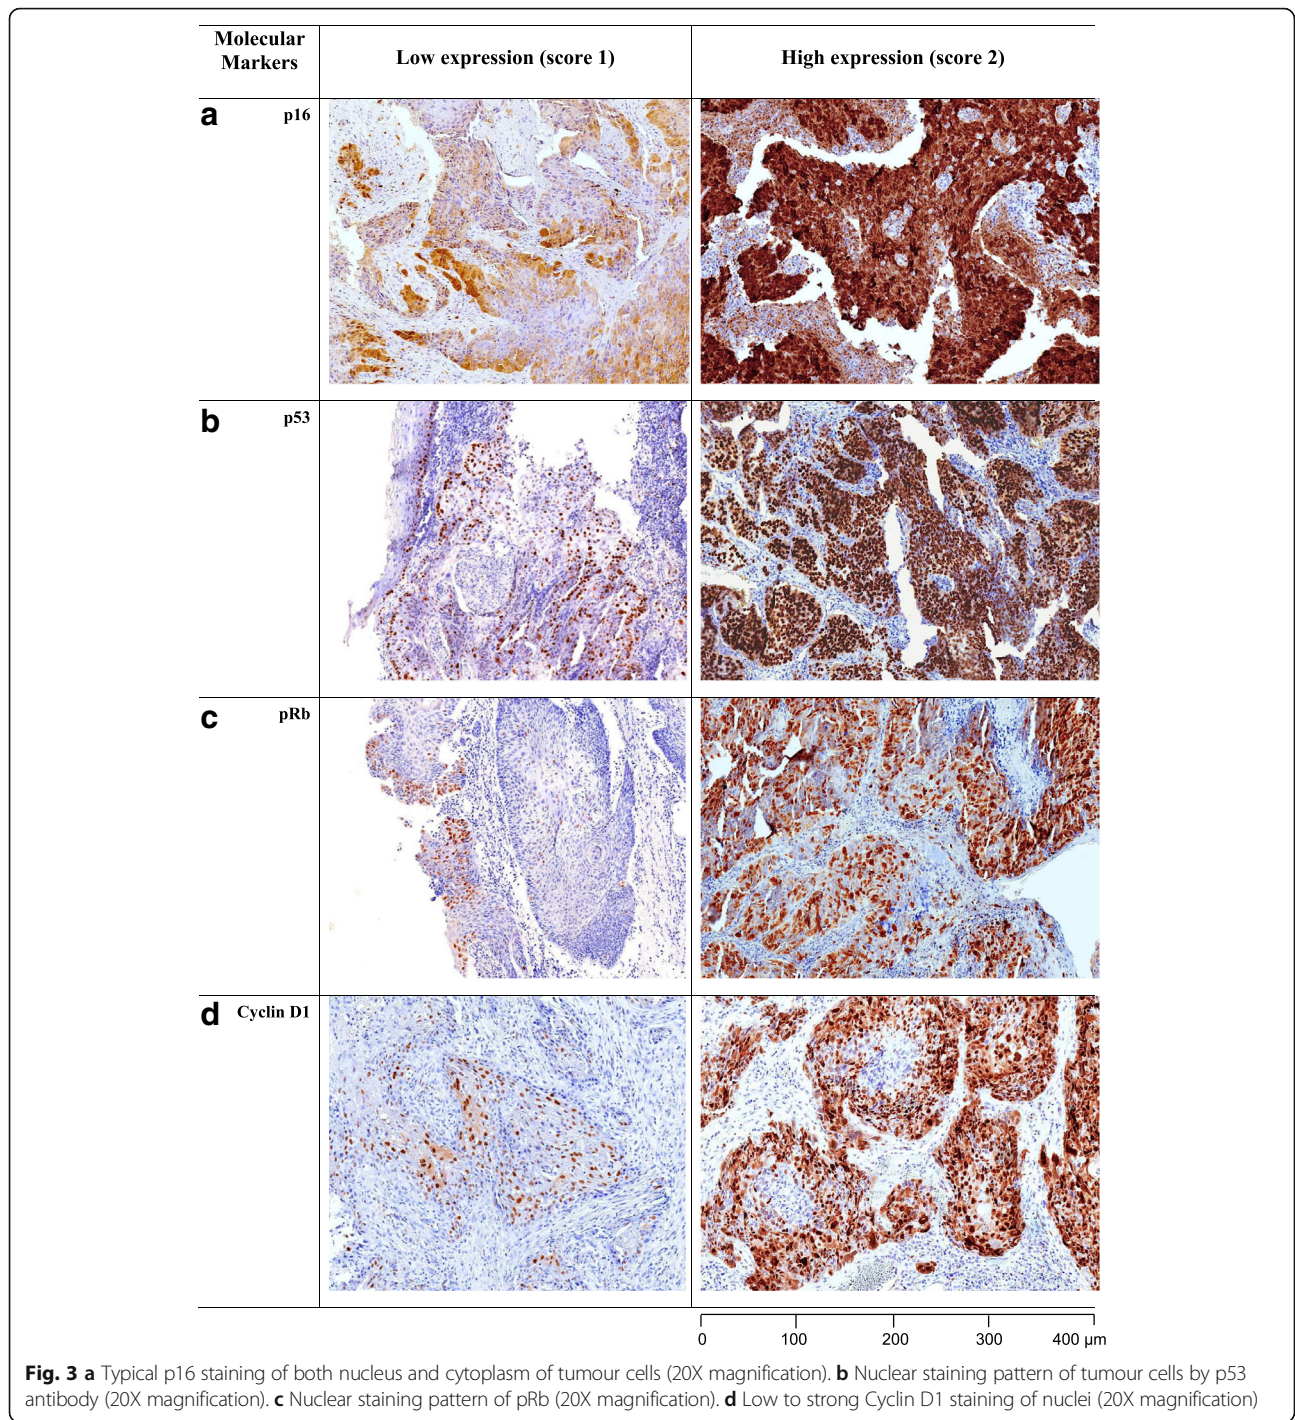 Molecular
Markers
Low expression (score 1)
High expression (score 2)
a p16
b p53
c pRb
d Cyclin D1
0 100 200 300 400 µm
Fig. 3 a Typical p16 staining of both nucleus and cytoplasm of tumour cells (20X magnification). b Nuclear staining pattern of tumour cells by p53
antibody (20X magnification). c Nuclear staining pattern of pRb (20X magnification). d Low to strong Cyclin D1 staining of nuclei (20X magnification)